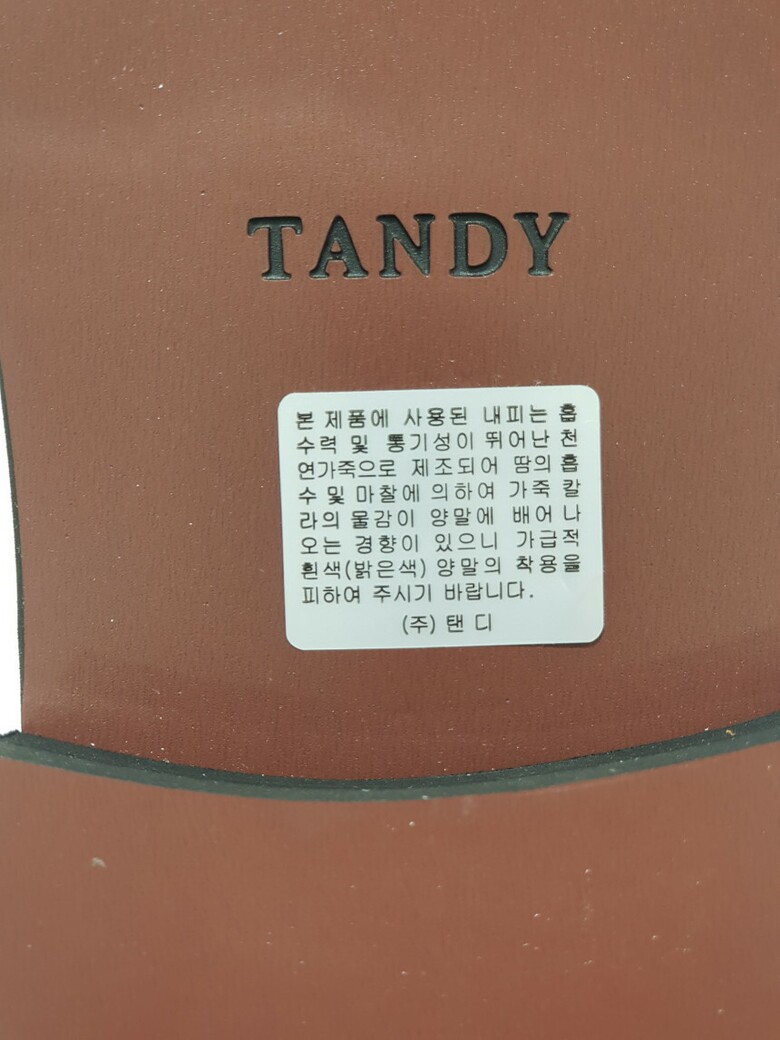 TANDY
본 제품에 사용된 내피는 흡
수력 및 통기성이 뛰어난 천
연가죽으로 제조되어 땀의 흡
수 및 마찰에 의하여 가죽 칼
라의 물감이 양말에 배어나
오는 경향이 있으니 가급적
흰색(밝은색) 양말의 착용을
피하여 주시기 바랍니다.
(주) 탠 디